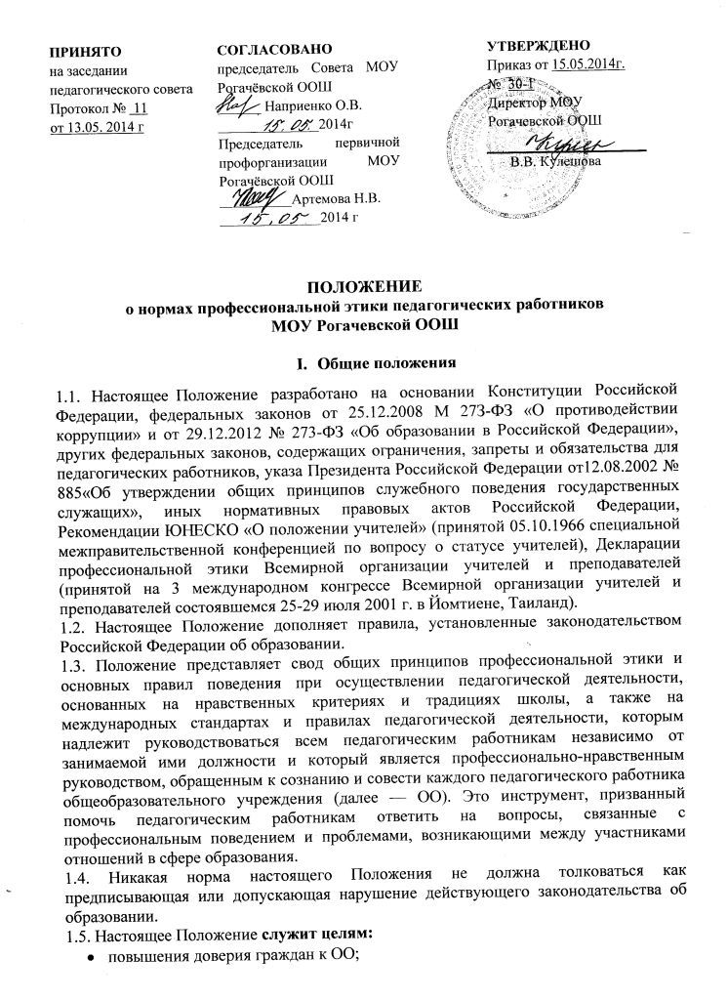 ПРИНЯТО
на заседании
педагогического совета
Протокол № 11
от 13.05. 2014 г
СОГЛАСОВАНО
председатель Совета МОУ
Рогачёвской ООШ
Наприенко О.В.
15.05 2014г
Председатель первичной
профорганизации МОУ
Рогачёвской ООШ
Артемова Н.В.
15.05 2014 г
УТВЕРЖДЕНО
Приказ от 15.05.2014г.
№ 30-1
Директор МОУ
Рогачевской ООШ
В.В. Кулешова
ПОЛОЖЕНИЕ
о нормах профессиональной этики педагогических работников
МОУ Рогачевской ООШ
I. Общие положения
1.1. Настоящее Положение разработано на основании Конституции Российской
Федерации, федеральных законов от 25.12.2008 М 273-ФЗ «О противодействии
коррупции» и от 29.12.2012 № 273-ФЗ «Об образовании в Российской Федерации»,
других федеральных законов, содержащих ограничения, запреты и обязательства для
педагогических работников, указа Президента Российской Федерации от12.08.2002 №
885«Об утверждении общих принципов служебного поведения государственных
служащих», иных нормативных правовых актов Российской Федерации,
Рекомендации ЮНЕСКО «О положении учителей» (принятой 05.10.1966 специальной
межправительственной конференцией по вопросу о статусе учителей), Декларации
профессиональной этики Всемирной организации учителей и преподавателей
(принятой на 3 международном конгрессе Всемирной организации учителей и
преподавателей состоявшемся 25-29 июля 2001 г. в Йомтиене, Таиланд).
1.2. Настоящее Положение дополняет правила, установленные законодательством
Российской Федерации об образовании.
1.3. Положение представляет свод общих принципов профессиональной этики и
основных правил поведения при осуществлении педагогической деятельности,
основанных на нравственных критериях и традициях школы, а также на
международных стандартах и правилах педагогической деятельности, которым
надлежит руководствоваться всем педагогическим работникам независимо от
занимаемой ими должности и который является профессионально-нравственным
руководством, обращенным к сознанию и совести каждого педагогического работника
общеобразовательного учреждения (далее — ОО). Это инструмент, призванный
помочь педагогическим работникам ответить на вопросы, связанные с
профессиональным поведением и проблемами, возникающими между участниками
отношений в сфере образования.
1.4. Никакая норма настоящего Положения не должна толковаться как
предписывающая или допускающая нарушение действующего законодательства об
образовании.
1.5. Настоящее Положение служит целям:
• повышения доверия граждан к ОО;